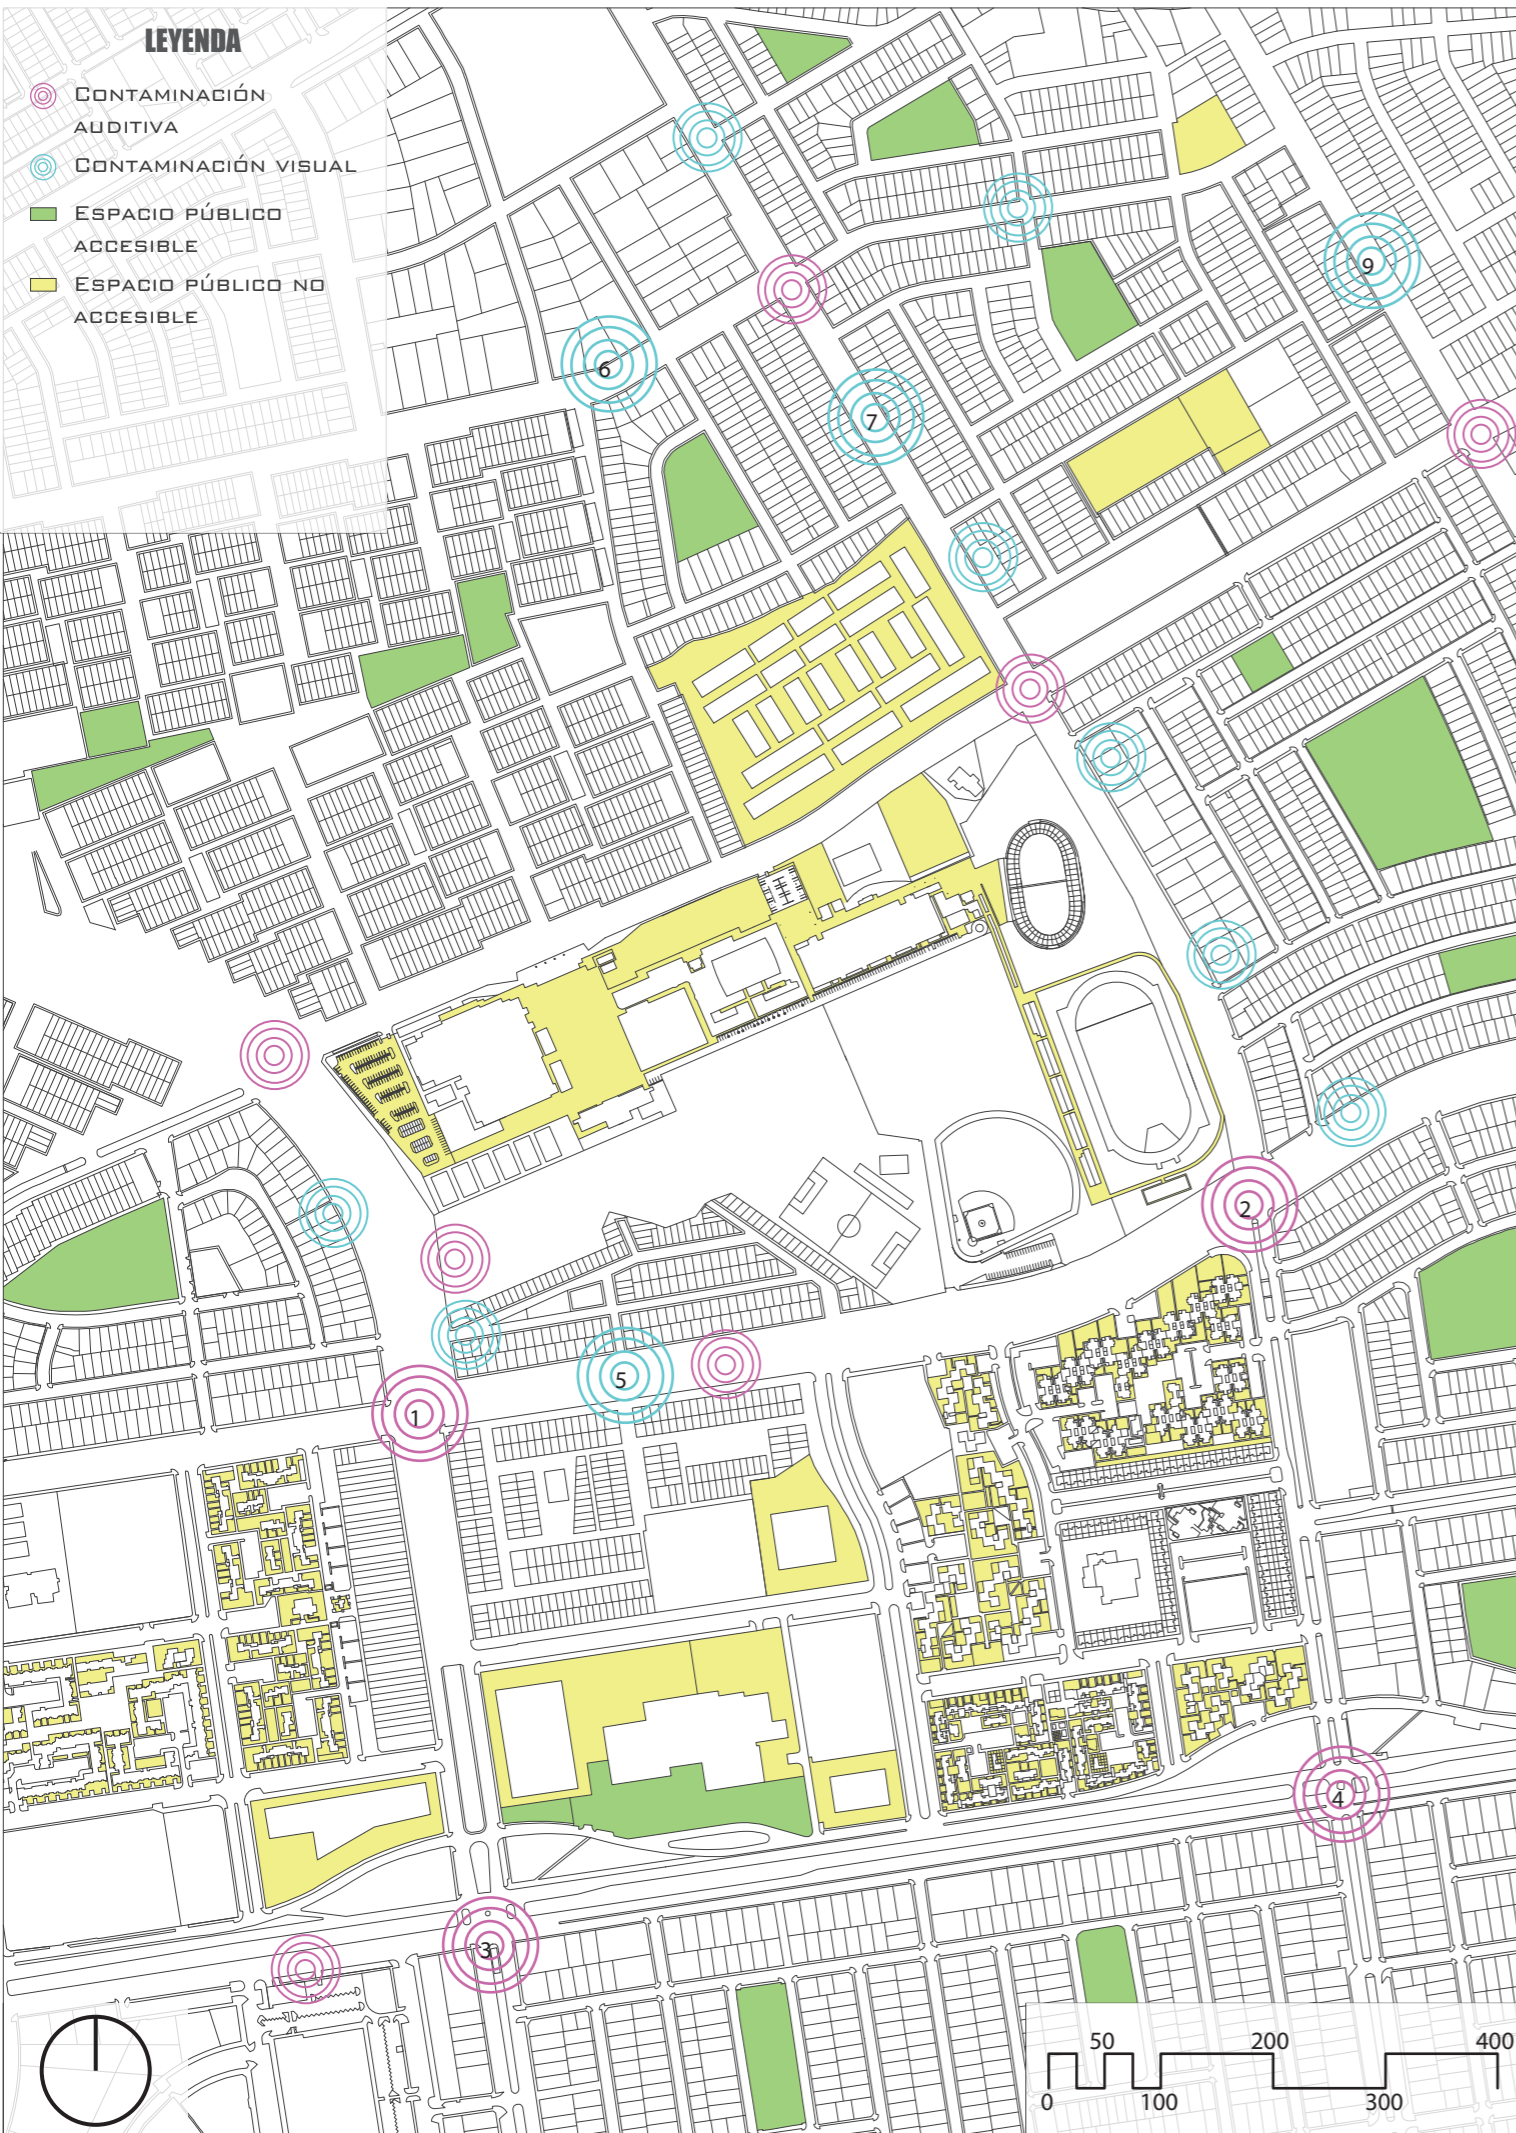 LEYENDA
CONTAMINACIÓN
AUDITIVA
CONTAMINACIÓN VISUAL
ESPACIO PÚBLICO
ACCESIBLE
ESPACIO PÚBLICO NO
ACCESIBLE
9
6
7
2
5
1
4
3
50 200 400
0 100 300